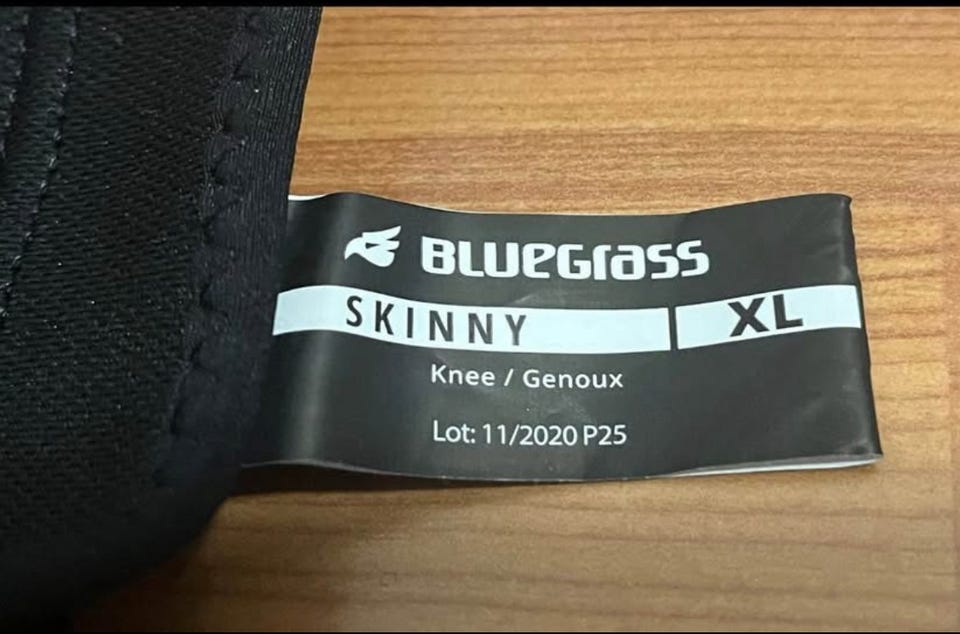 BLUEGRASS
SKINNY XL
Knee / Genoux
Lot: 11/2020 P25